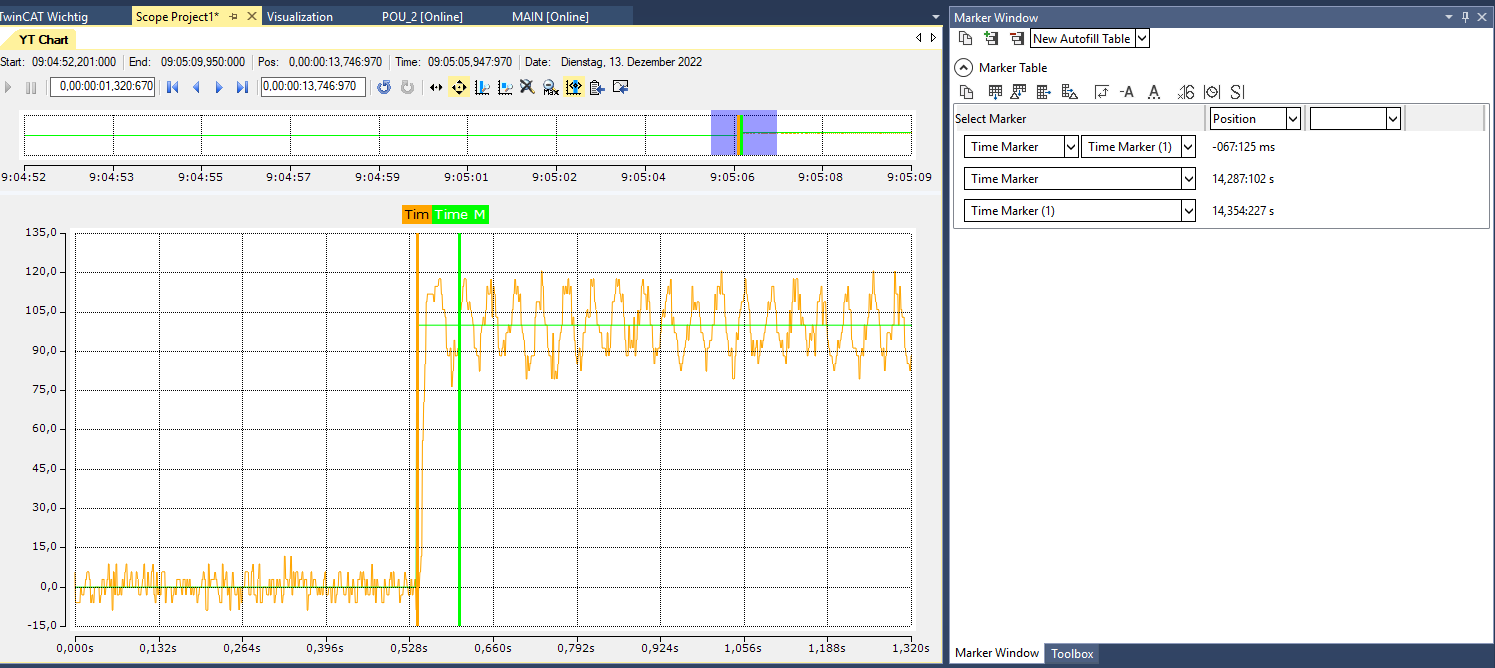 TwinCAT Wichtig Scope Project1* Visualization POU_2 [Online] MAIN [Online]
YT Chart
Start: 09:04:52,201:000 End: 09:05:09,950:000 Pos: 0,00:00:13,746:970 Time: 09:05:05,947:970 Date: Dienstag, 13. Dezember 2022
0,00:00:01,320:670 0,00:00:13,746:970
9:04:52 9:04:53 9:04:55 9:04:57 9:04:59 9:05:01 9:05:02 9:05:04 9:05:06 9:05:08 9:05:09
Tim Time M
135,0
120,0
105,0
90,0
75,0
60,0
45,0
30,0
15,0
0,0
-15,0
0,000s 0,132s 0,264s 0,396s 0,528s 0,660s 0,792s 0,924s 1,056s 1,188s 1,320s
Marker Window
New Autofill Table
Marker Table
Select Marker Position
Time Marker Time Marker (1) -067:125 ms
Time Marker 14,287:102 s
Time Marker (1) 14,354:227 s
Marker Window Toolbox